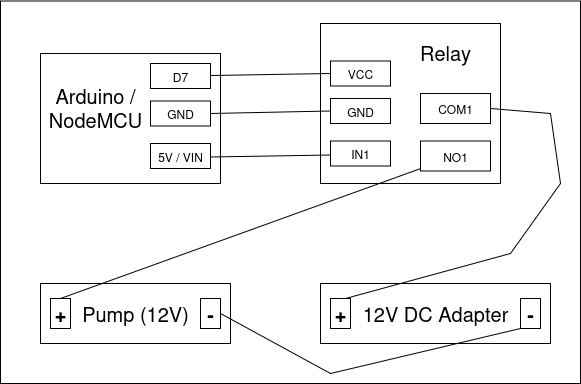 Relay
Arduino /
NodeMCU
D7
GND
5V / VIN
VCC
GND
IN1
COM1
NO1
+ Pump (12V) -
+ 12V DC Adapter -